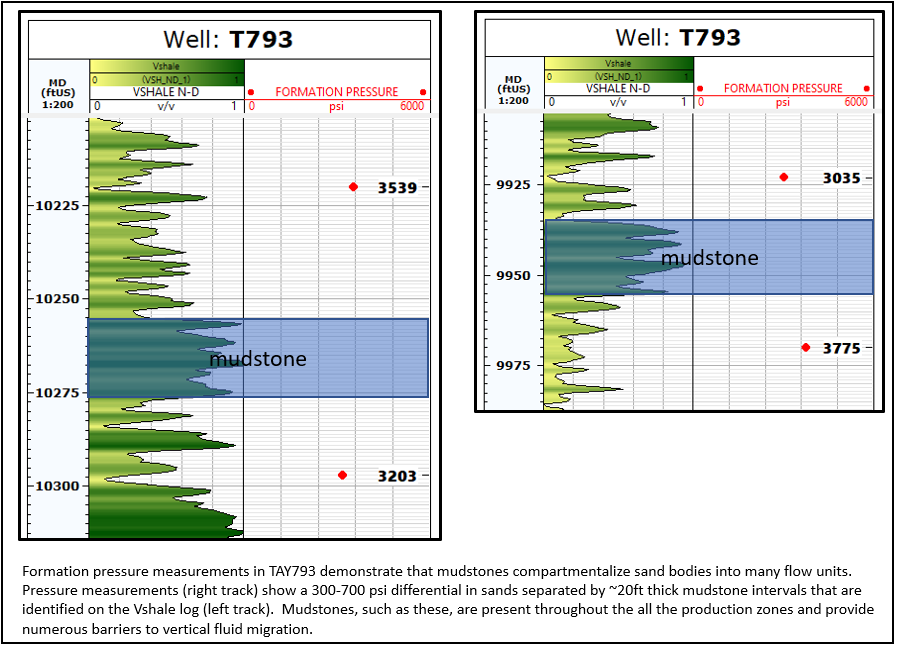 Well: T793
Vshale
0 (VSH_ND_1) 1
MD
(ftUS)
1:200
VSHALE N-D
0 v/v 1
FORMATION PRESSURE
0 psi 6000
3539
10225
10250
mudstone
10275
3203
10300
Well: T793
Vshale
0 (VSH_ND_1) 1
MD
(ftUS)
1:200
VSHALE N-D
0 v/v 1
FORMATION PRESSURE
0 psi 6000
9925
3035
mudstone
9950
3775
9975
Formation pressure measurements in TAY793 demonstrate that mudstones compartmentalize sand bodies into many flow units.
Pressure measurements (right track) show a 300-700 psi differential in sands separated by ~20ft thick mudstone intervals that are
identified on the Vshale log (left track).  Mudstones, such as these, are present throughout the all the production zones and provide
numerous barriers to vertical fluid migration.